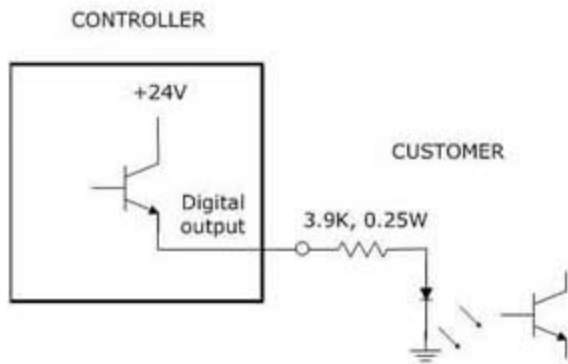 CONTROLLER
+24V
CUSTOMER
Digital
output
3.9K, 0.25W